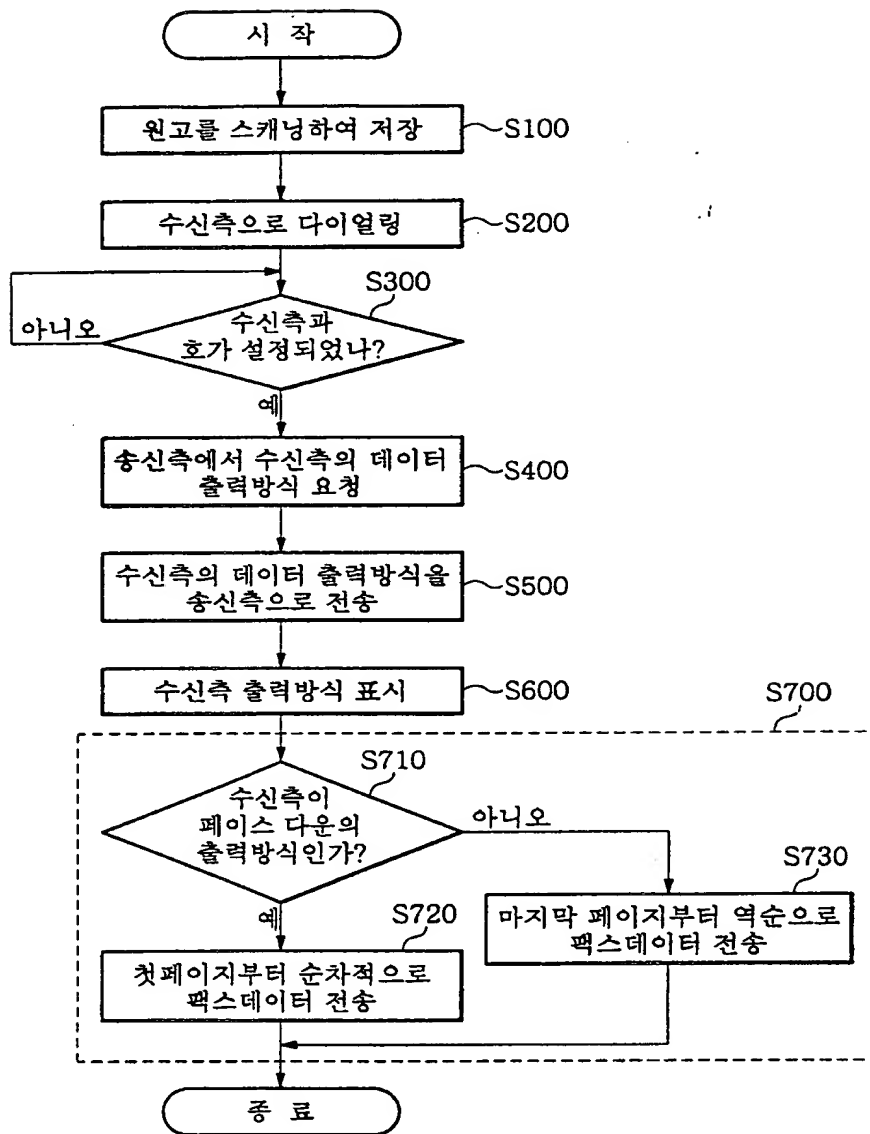 시 작
원고를 스캐닝하여 저장
S100
수신측으로 다이얼링
S200
S300
수신측과
호가 설정되었나?
아니오
예
송신측에서 수신측의 데이터
출력방식 요청
S400
수신측의 데이터 출력방식을
송신측으로 전송
S500
수신측 출력방식 표시
S600
S700
S710
수신측이
페이스 다운의
출력방식인가?
아니오
예
S720
첫페이지부터 순차적으로
팩스데이터 전송
S730
마지막 페이지부터 역순으로
팩스데이터 전송
종 료